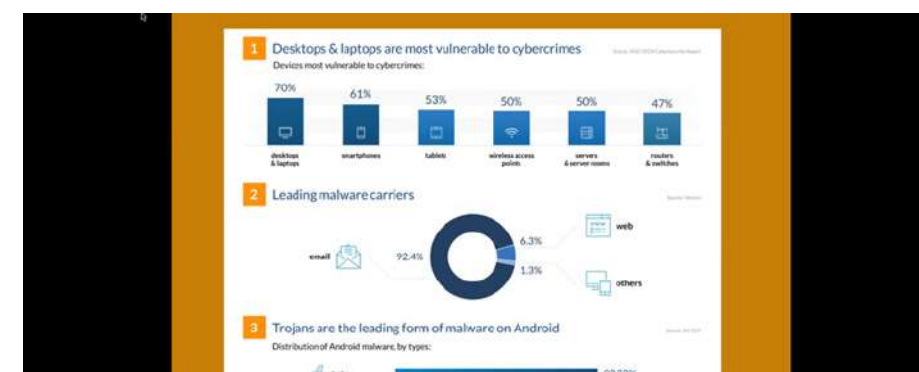 1 Desktops & laptops are most vulnerable to cybercrimes
Devices most vulnerable to cybercrimes:
70% 61% 53% 50% 50% 47%
desktops & laptops
smartphones
tablets
wireless access points
servers & server rooms
routers & switches
2 Leading malware carriers
email 92.4%
6.3% web
1.3% others
3 Trojans are the leading form of malware on Android
Distribution of Android malware, by types: